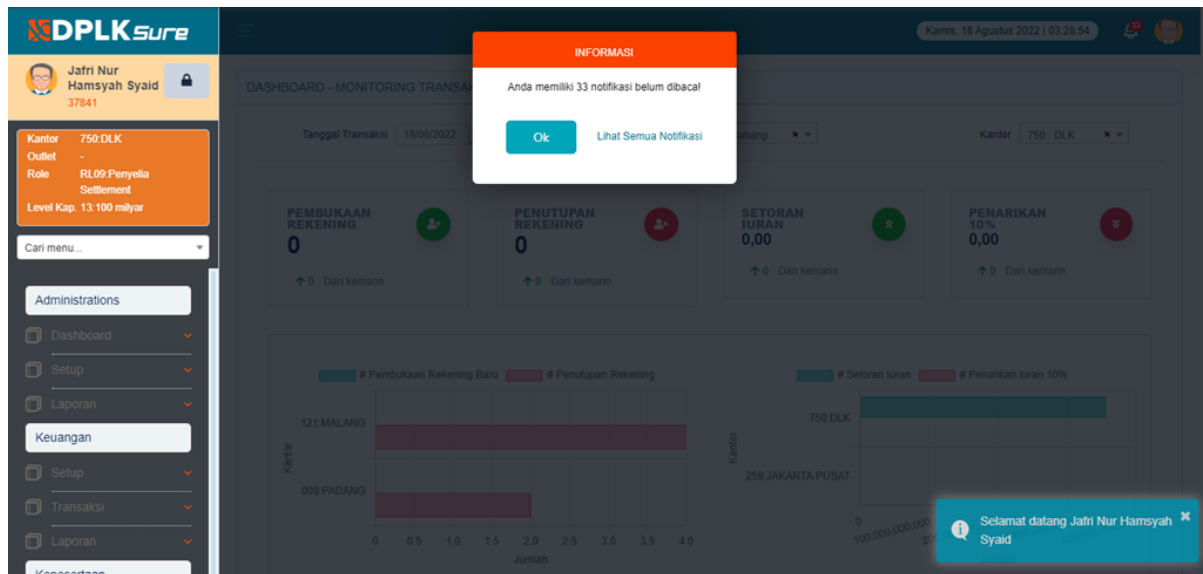 DPLKSure
Jafri Nur
Hamsyah Syaid
37841
Kantor 750:DLK
Outlet -
Role RL09:Penyelia
Settlement
Level Kap. 13:100 milyar
Cari menu...
Administrations
Dashboard
Setup
Laporan
Keuangan
Setup
Transaksi
Laporan
Kepesertaan
Kamis, 18 Agustus 2022 | 03:28:54
33
INFORMASI
Anda memiliki 33 notifikasi belum dibaca!
Ok Lihat Semua Notifikasi
DASHBOARD - MONITORING
Tanggal Transaksi 18/08/2022
Kantor 750 : DLK
PEMBUKAAN
REKENING
0
0 Dari kemarin
PENUTUPAN
REKENING
0
0 Dari kemarin
SETORAN
IURAN
0,00
0 Dari kemarin
PENARIKAN
10%
0,00
0 Dari kemarin
# Pembukaan Rekening Baru # Penutupan Rekening
121:MALANG
Kantor
009:PADANG
0 0.5 1.0 1.5 2.0 2.5 3.0 3.5 4.0
Jumlah
# Setoran Iuran # Penarikan Iuran 10%
750:DLK
Kantor
259:JAKARTA PUSAT
0
100,000,000,000
Selamat datang Jafri Nur Hamsyah
Syaid